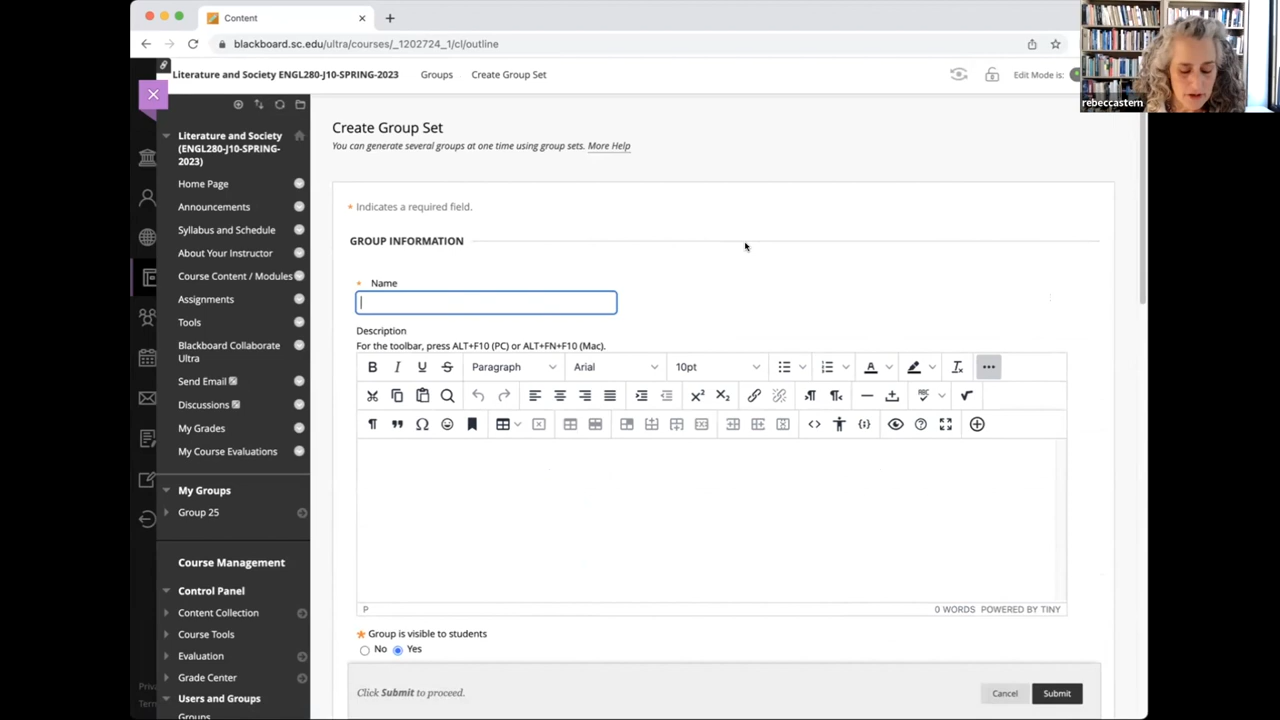 Content
blackboard.sc.edu/ultra/courses/_1202724_1/cl/outline
Literature and Society ENGL280-J10-SPRING-2023
Groups
Create Group Set
Edit Mode is:
rebeccastern
Literature and Society
(ENGL280-J10-SPRING-
2023)
Home Page
Announcements
Syllabus and Schedule
About Your Instructor
Course Content / Modules
Assignments
Tools
Blackboard Collaborate
Ultra
Send Email
Discussions
My Grades
My Course Evaluations
My Groups
Group 25
Course Management
Control Panel
Content Collection
Course Tools
Evaluation
Grade Center
Users and Groups
Groups
Create Group Set
You can generate several groups at one time using group sets. More Help
* Indicates a required field.
GROUP INFORMATION
* Name
Description
For the toolbar, press ALT+F10 (PC) or ALT+FN+F10 (Mac).
B I U S Paragraph Arial 10pt
P
0 WORDS POWERED BY TINY
* Group is visible to students
No Yes
Click Submit to proceed.
Cancel
Submit